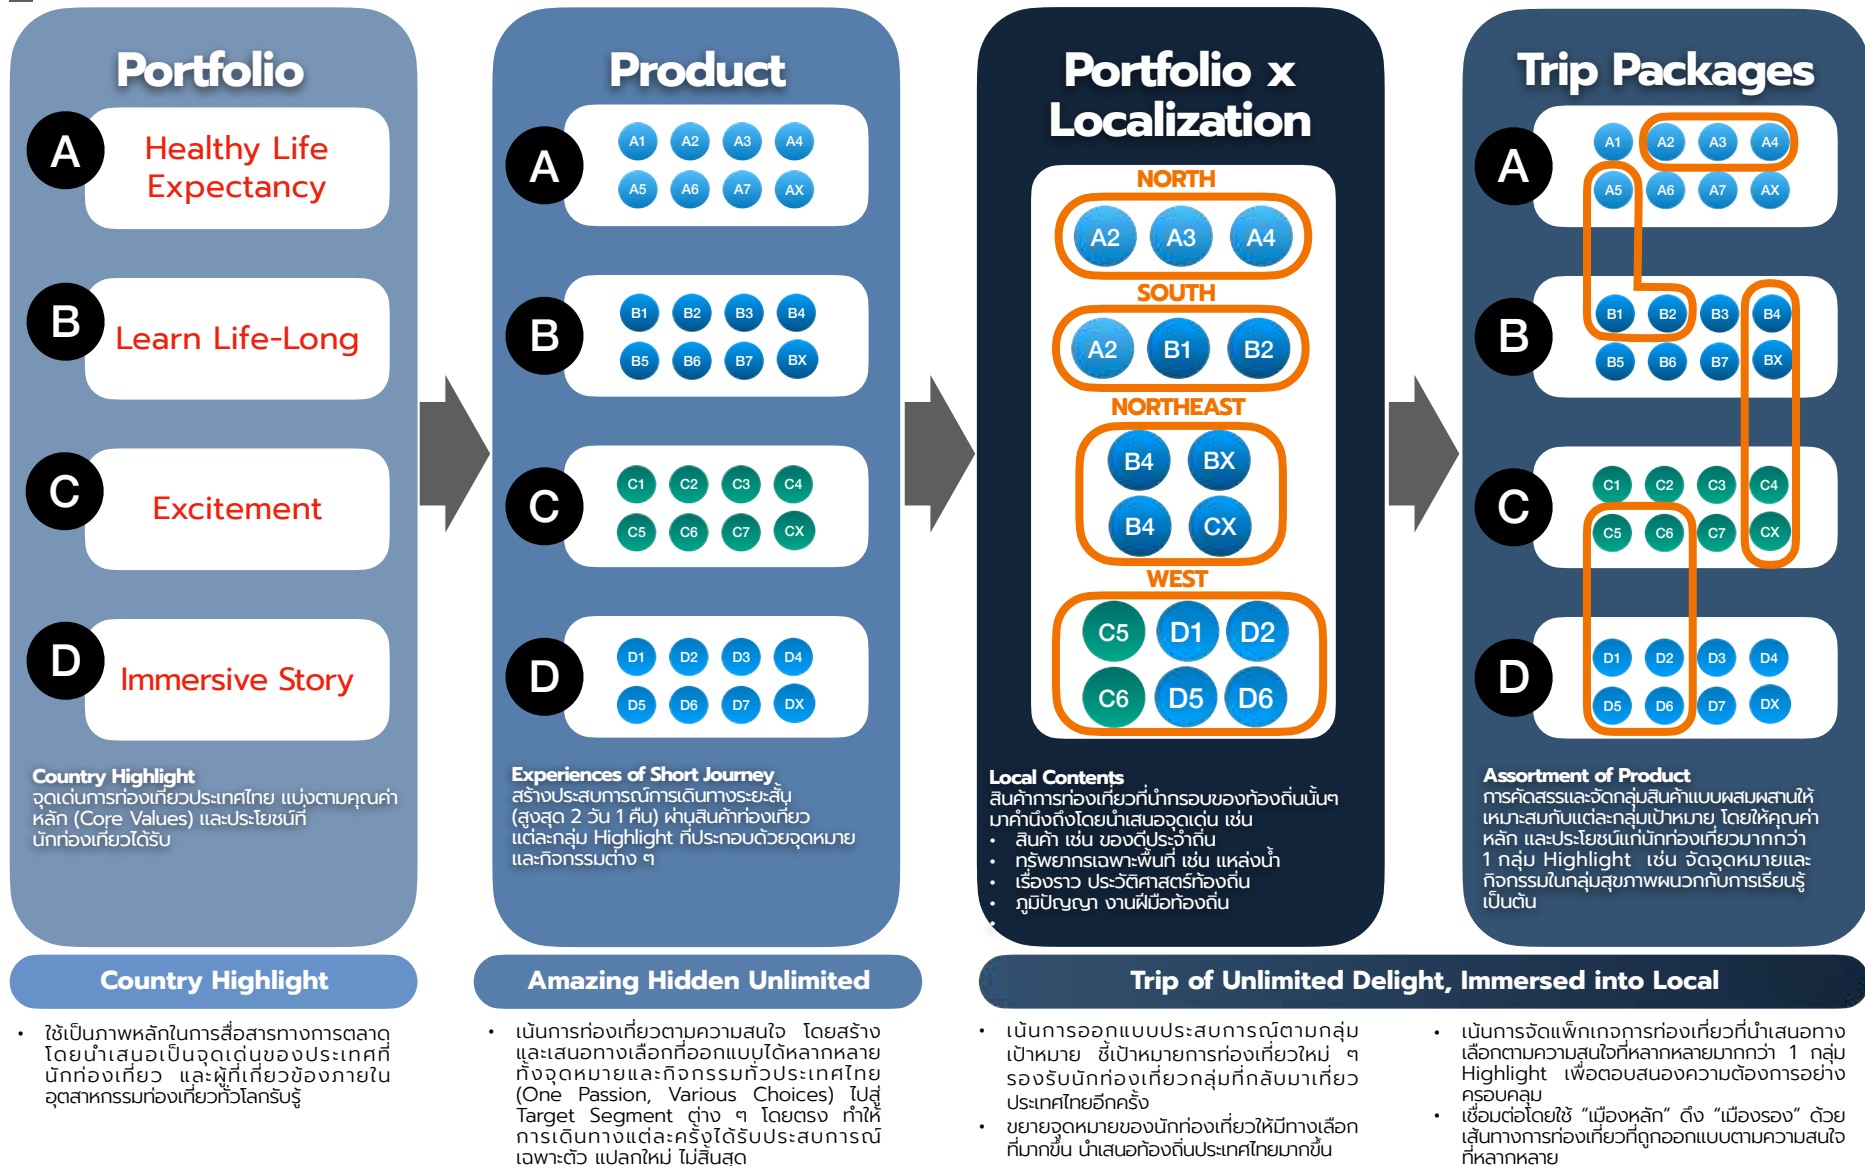 Portfolio
A
Healthy Life
Expectancy
B
Learn Life-Long
C
Excitement
D
Immersive Story
Country Highlight
จุดเด่นการท่องเที่ยวประเทศไทย แบ่งตามคุณค่า
หลัก (Core Values) และประโยชน์ที่
นักท่องเที่ยวได้รับ
Product
A
A1 A2 A3 A4
A5 A6 A7 AX
B
B1 B2 B3 B4
B5 B6 B7 BX
C
C1 C2 C3 C4
C5 C6 C7 CX
D
D1 D2 D3 D4
D5 D6 D7 DX
Experiences of Short Journey
สร้างประสบการณ์การเดินทางระยะสั้น
(สูงสุด 2 วัน 1 คืน) ผ่านสินค้าท่องเที่ยว
แต่ละกลุ่ม Highlight ที่ประกอบด้วยจุดหมาย
และกิจกรรมต่าง ๆ
Portfolio x
Localization
NORTH
A2 A3 A4
SOUTH
A2 B1 B2
NORTHEAST
B4 BX
B4 CX
WEST
C5 D1 D2
C6 D5 D6
Local Contents
สินค้าการท่องเที่ยวที่นำกรอบของท้องถิ่นนั้นๆ
มาคำนึงถึงโดยนำเสนอจุดเด่น เช่น
• สินค้า เช่น ของดีประจำถิ่น
• ทรัพยากรเฉพาะพื้นที่ เช่น แหล่งน้ำ
• เรื่องราว ประวัติศาสตร์ท้องถิ่น
• ภูมิปัญญา งานฝีมือท้องถิ่น
•
Trip Packages
A
A1 A2 A3 A4
A5 A6 A7 AX
B
B1 B2 B3 B4
B5 B6 B7 BX
C
C1 C2 C3 C4
C5 C6 C7 CX
D
D1 D2 D3 D4
D5 D6 D7 DX
Assortment of Product
การคัดสรรและจัดกลุ่มสินค้าแบบผสมผสานให้
เหมาะสมกับแต่ละกลุ่มเป้าหมาย โดยให้คุณค่า
หลัก และประโยชน์แก่นักท่องเที่ยวมากกว่า
1 กลุ่ม Highlight เช่น จัดจุดหมายและ
กิจกรรมในกลุ่มสุขภาพผนวกกับการเรียนรู้
เป็นต้น
Country Highlight
• ใช้เป็นภาพหลักในการสื่อสารทางการตลาด
โดยนำเสนอเป็นจุดเด่นของประเทศที่
นักท่องเที่ยว และผู้ที่เกี่ยวข้องภายใน
อุตสาหกรรมท่องเที่ยวทั่วโลกรับรู้
Amazing Hidden Unlimited
• เน้นการท่องเที่ยวตามความสนใจ โดยสร้าง
และเสนอทางเลือกที่ออกแบบได้หลากหลาย
ทั้งจุดหมายและกิจกรรมทั่วประเทศไทย
(One Passion, Various Choices) ไปสู่
Target Segment ต่าง ๆ โดยตรง ทำให้
การเดินทางแต่ละครั้งได้รับประสบการณ์
เฉพาะตัว แปลกใหม่ ไม่สิ้นสุด
Trip of Unlimited Delight, Immersed into Local
• เน้นการออกแบบประสบการณ์ตามกลุ่ม
เป้าหมาย ชี้เป้าหมายการท่องเที่ยวใหม่ ๆ
รองรับนักท่องเที่ยวกลุ่มที่กลับมาเที่ยว
ประเทศไทยอีกครั้ง
• ขยายจุดหมายของนักท่องเที่ยวให้มีทางเลือก
ที่มากขึ้น นำเสนอท้องถิ่นประเทศไทยมากขึ้น
• เน้นการจัดแพ็กเกจการท่องเที่ยวที่นำเสนอทาง
เลือกตามความสนใจที่หลากหลายมากกว่า 1 กลุ่ม
Highlight เพื่อตอบสนองความต้องการอย่าง
ครอบคลุม
• เชื่อมต่อโดยใช้ “เมืองหลัก” ดึง “เมืองรอง” ด้วย
เส้นทางการท่องเที่ยวที่ถูกออกแบบตามความสนใจ
ที่หลากหลาย